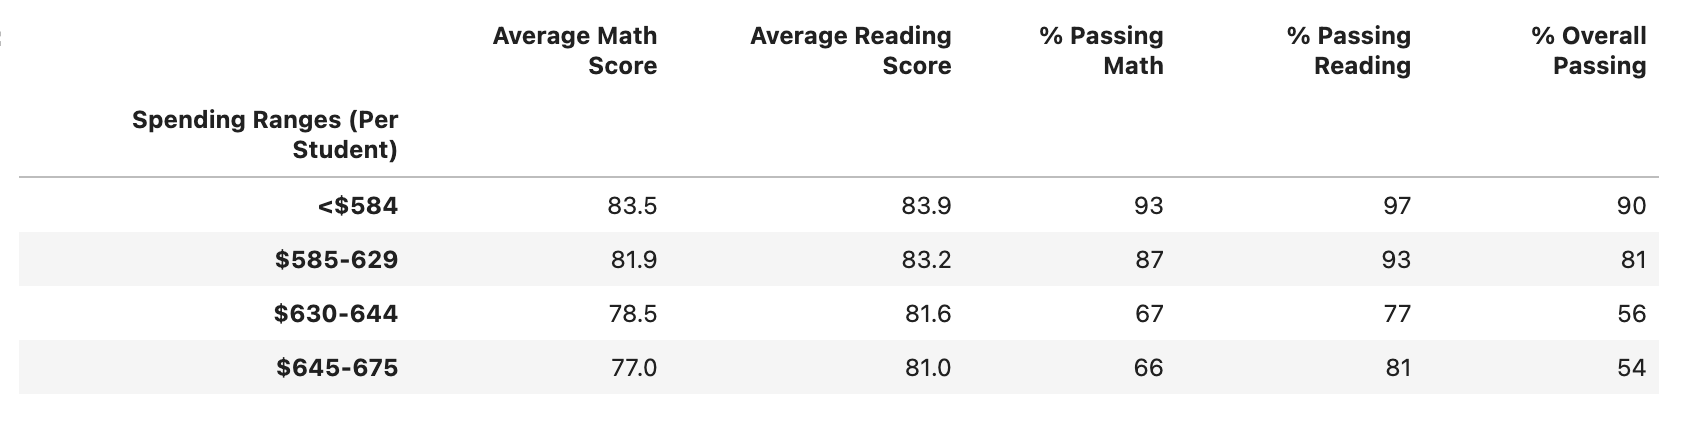 Average Math Score Average Reading Score % Passing Math % Passing Reading % Overall Passing
Spending Ranges (Per Student)
<$584 83.5 83.9 93 97 90
$585-629 81.9 83.2 87 93 81
$630-644 78.5 81.6 67 77 56
$645-675 77.0 81.0 66 81 54